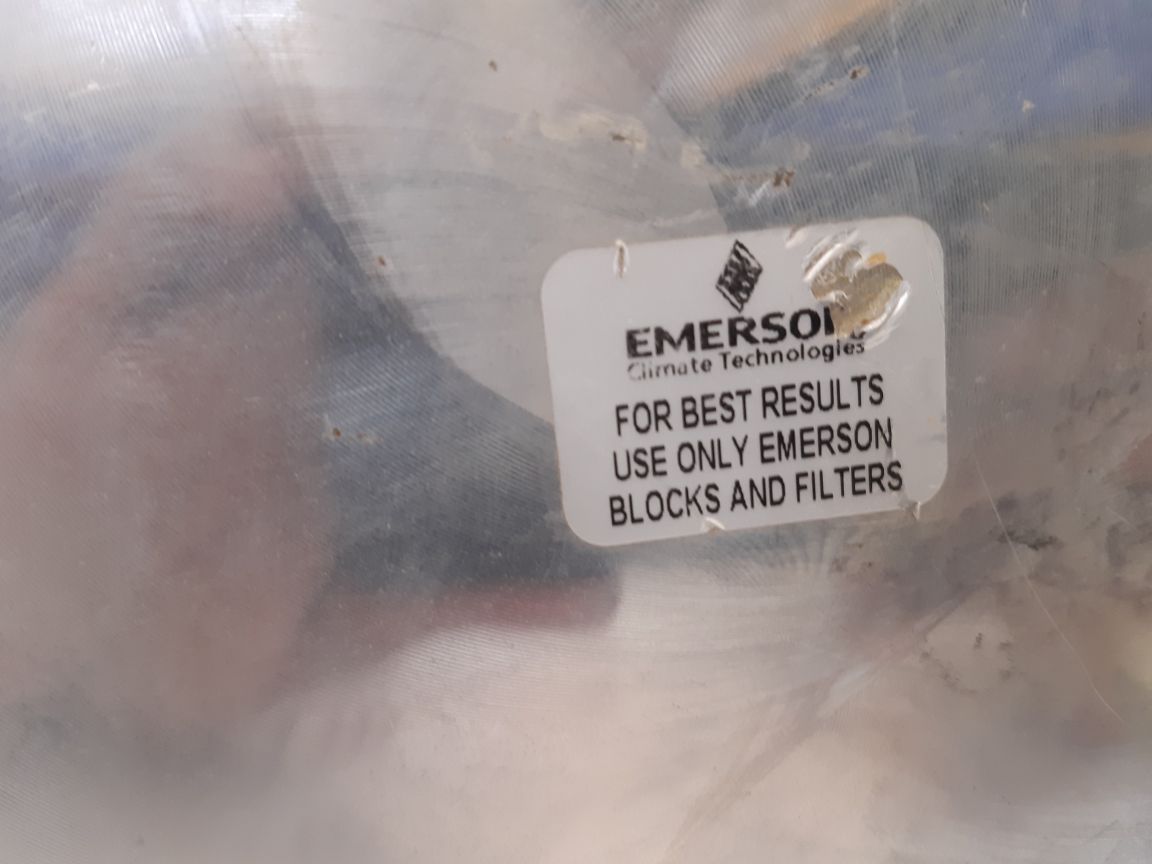 EMERSON
Climate Technologies
FOR BEST RESULTS
USE ONLY EMERSON
BLOCKS AND FILTERS